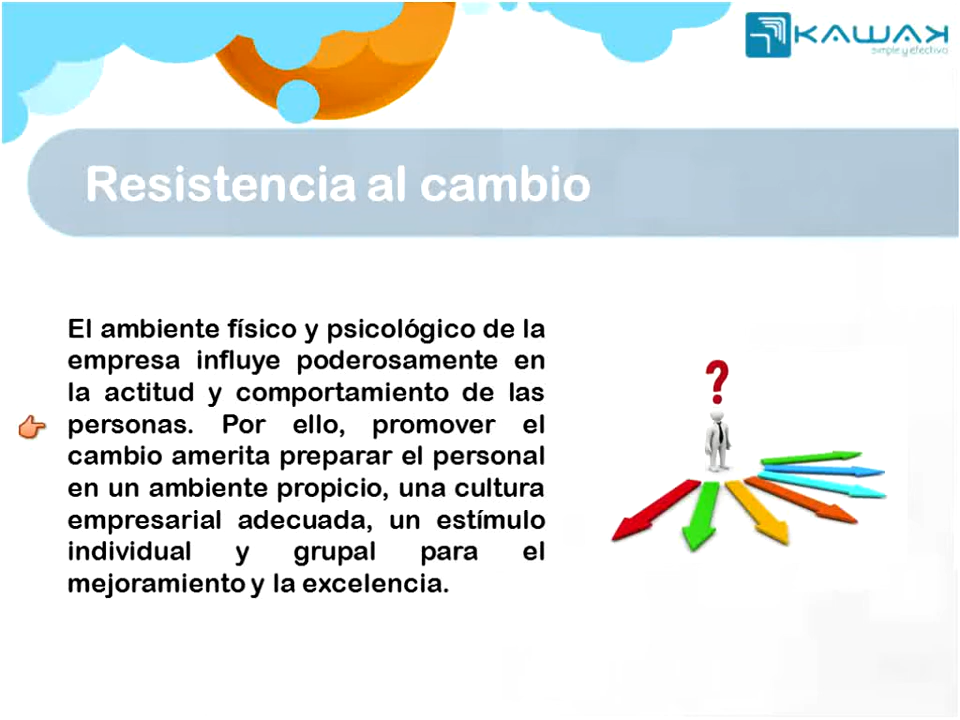 KAWAK
simple y efectivo
Resistencia al cambio
El ambiente físico y psicológico de la
empresa influye poderosamente en
la actitud y comportamiento de las
personas. Por ello, promover el
cambio amerita preparar el personal
en un ambiente propicio, una cultura
empresarial adecuada, un estímulo
individual y grupal para el
mejoramiento y la excelencia.
?